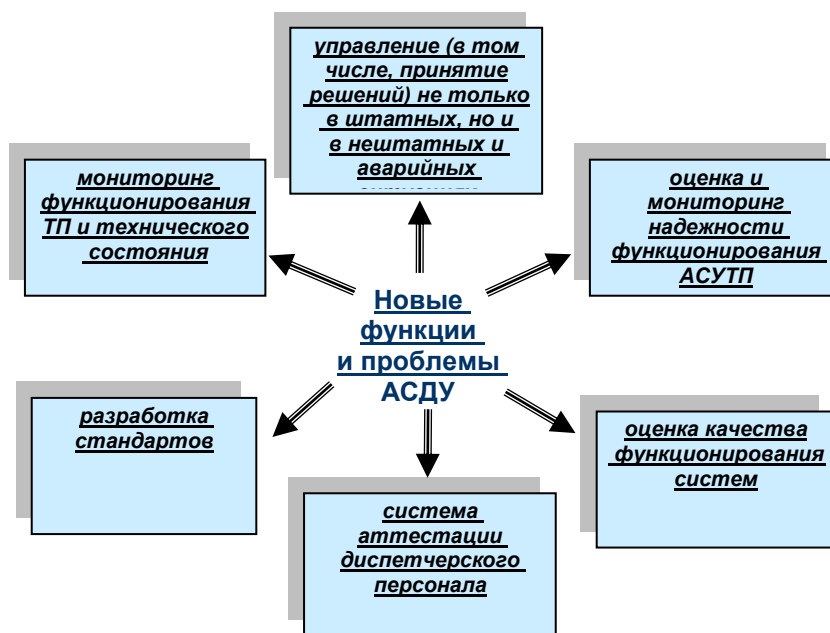 управление (в том
числе, принятие
решений) не только
в штатных, но и
в нештатных и
аварийных
мониторинг
функционирования
ТП и технического
состояния
оценка и
мониторинг
надежности
функционирования
АСУТП
Новые
функции
и проблемы
АСДУ
разработка
стандартов
система
аттестации
диспетчерского
персонала
оценка качества
функционирования
систем